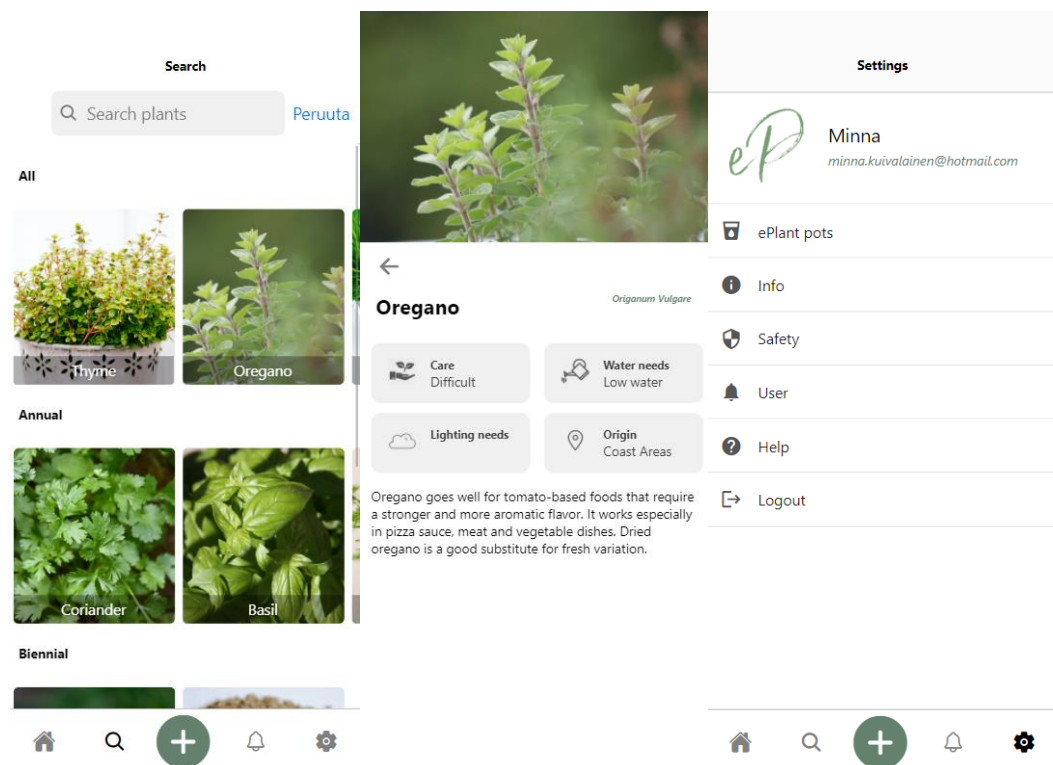 Search
Search plants
Peruuta
All
Thyme
Oregano
Annual
Coriander
Basil
Biennial
Oregano
Origanum Vulgare
Care
Difficult
Water needs
Low water
Lighting needs
Origin
Coast Areas
Oregano goes well for tomato-based foods that require
a stronger and more aromatic flavor. It works especially
in pizza sauce, meat and vegetable dishes. Dried
oregano is a good substitute for fresh variation.
Settings
eP
Minna
minna.kuivalainen@hotmail.com
ePlant pots
Info
Safety
User
Help
Logout